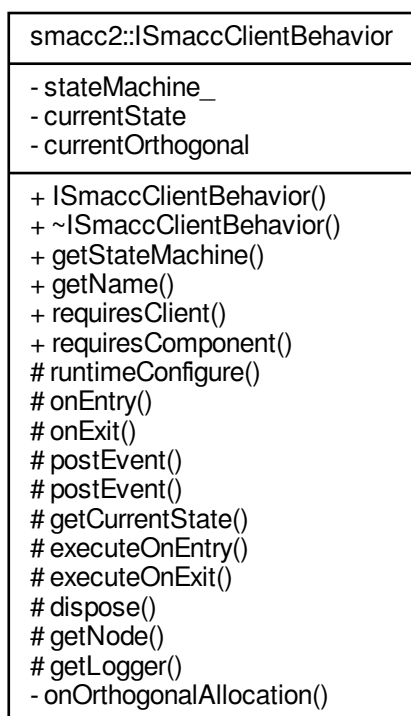 smacc2::ISmaccClientBehavior
- stateMachine_
- currentState
- currentOrthogonal
+ ISmaccClientBehavior()
+ ~ISmaccClientBehavior()
+ getStateMachine()
+ getName()
+ requiresClient()
+ requiresComponent()
# runtimeConfigure()
# onEntry()
# onExit()
# postEvent()
# postEvent()
# getCurrentState()
# executeOnEntry()
# executeOnExit()
# dispose()
# getNode()
# getLogger()
- onOrthogonalAllocation()